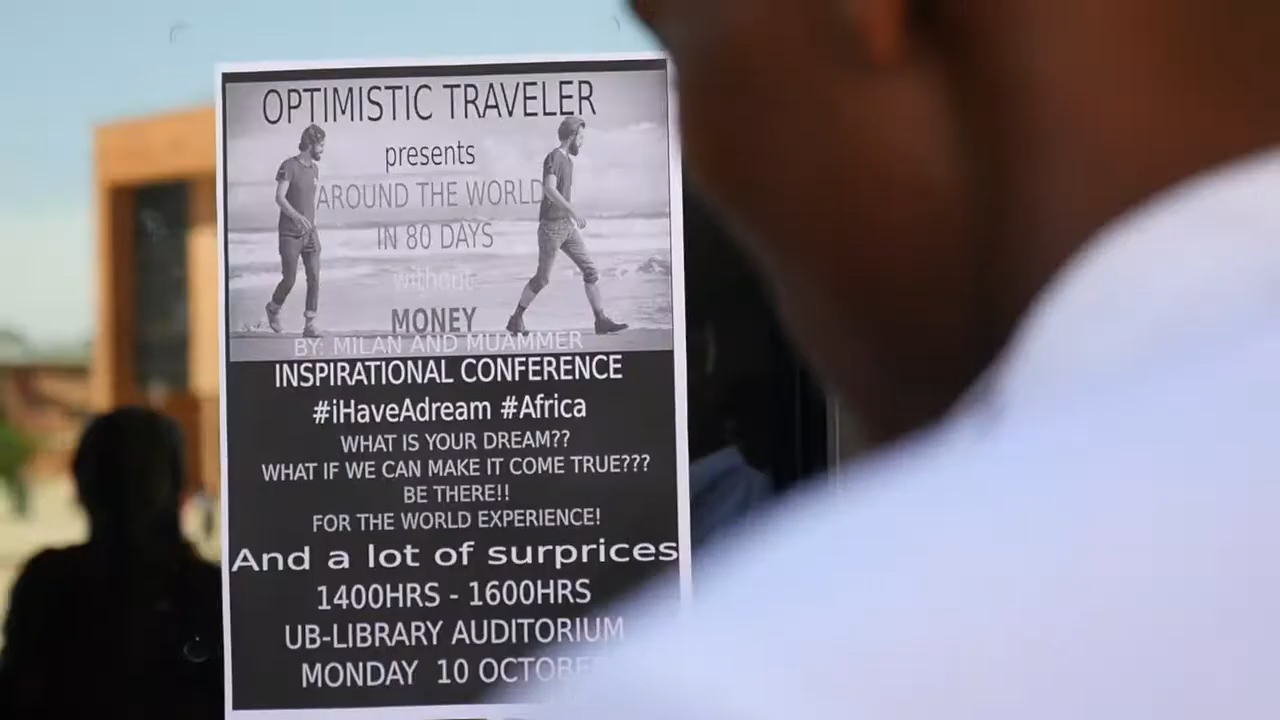 OPTIMISTIC TRAVELER
presents
AROUND THE WORLD
IN 80 DAYS
without
MONEY
BY: MILAN AND MUAMMER
INSPIRATIONAL CONFERENCE
#iHaveAdream #Africa
WHAT IS YOUR DREAM??
WHAT IF WE CAN MAKE IT COME TRUE???
BE THERE!!
FOR THE WORLD EXPERIENCE!
And a lot of surprices
1400HRS - 1600HRS
UB-LIBRARY AUDITORIUM
MONDAY 10 OCTOBE